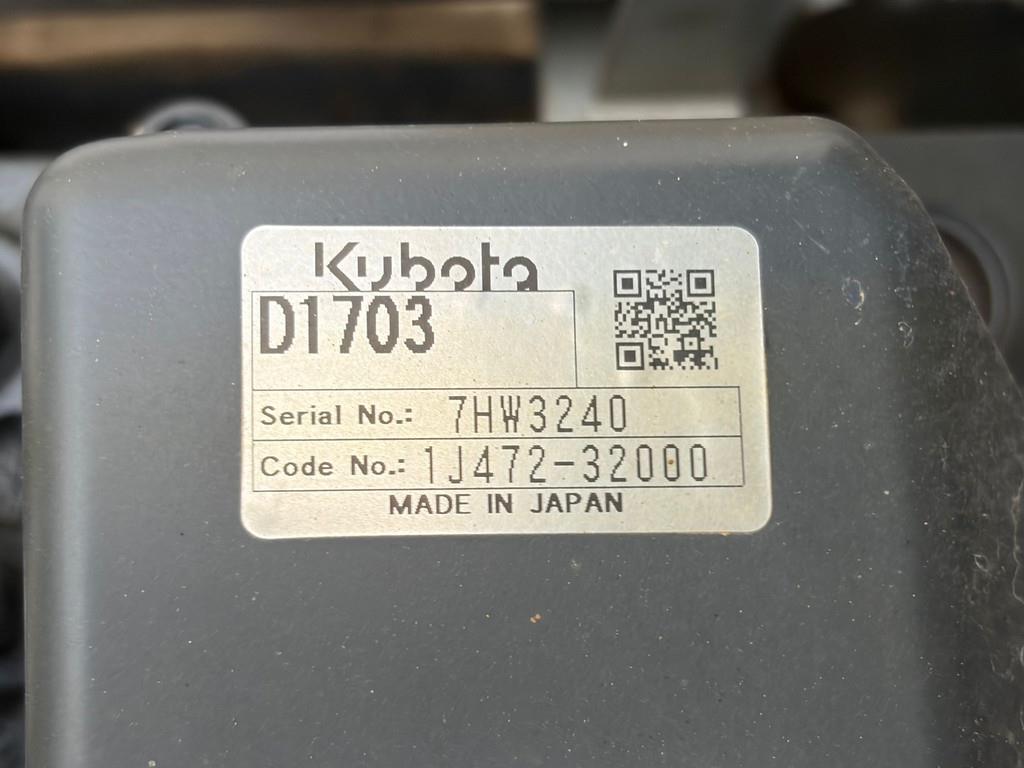 Kubota
D1703
Serial No.: 7HW3240
Code No.: 1J472-32000
MADE IN JAPAN